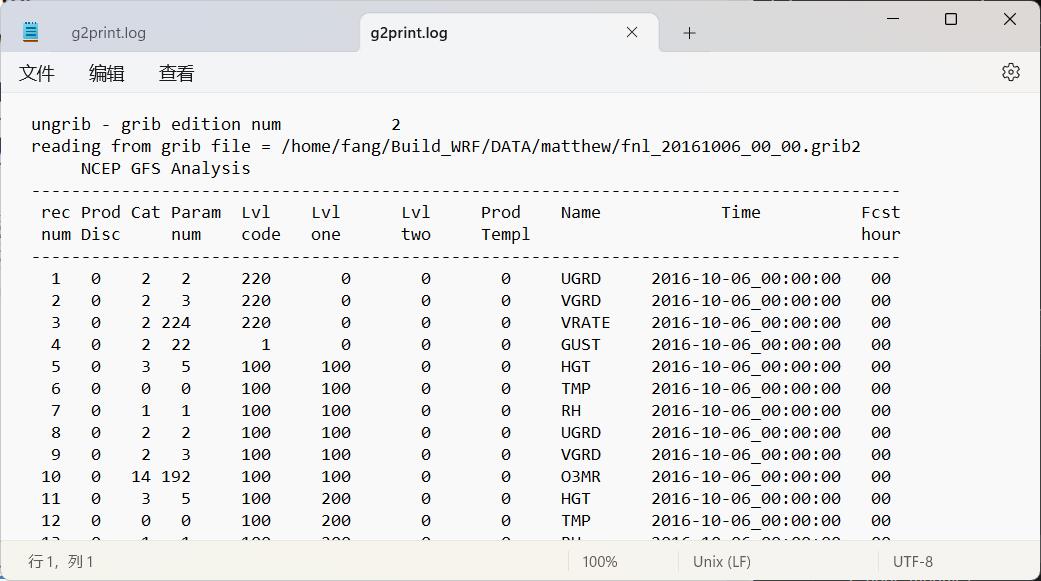 g2print.log g2print.log
文件 编辑 查看
ungrib - grib edition num 2
reading from grib file = /home/fang/Build_WRF/DATA/matthew/fnl_20161006_00_00.grib2
NCEP GFS Analysis
---------------------------------------------------------------------------------------
rec Prod Cat Param Lvl Lvl Lvl Prod Name Time Fcst
num Disc num code one two Templ hour
---------------------------------------------------------------------------------------
1 0 2 2 220 0 0 0 UGRD 2016-10-06_00:00:00 00
2 0 2 3 220 0 0 0 VGRD 2016-10-06_00:00:00 00
3 0 2 224 220 0 0 0 VRATE 2016-10-06_00:00:00 00
4 0 2 22 1 0 0 0 GUST 2016-10-06_00:00:00 00
5 0 3 5 100 100 0 0 HGT 2016-10-06_00:00:00 00
6 0 0 0 100 100 0 0 TMP 2016-10-06_00:00:00 00
7 0 1 1 100 100 0 0 RH 2016-10-06_00:00:00 00
8 0 2 2 100 100 0 0 UGRD 2016-10-06_00:00:00 00
9 0 2 3 100 100 0 0 VGRD 2016-10-06_00:00:00 00
10 0 14 192 100 100 0 0 O3MR 2016-10-06_00:00:00 00
11 0 3 5 100 200 0 0 HGT 2016-10-06_00:00:00 00
12 0 0 0 100 200 0 0 TMP 2016-10-06_00:00:00 00
行 1，列 1 100% Unix (LF) UTF-8